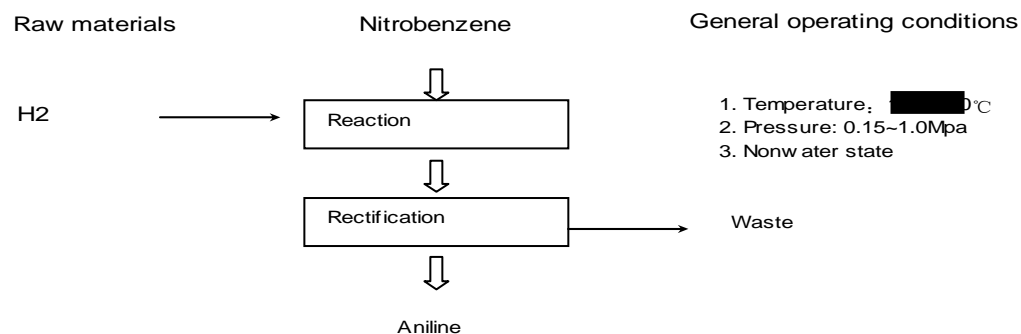 Raw materials
Nitrobenzene
General operating conditions
H2
Reaction
1. Temperature：
℃
2. Pressure: 0.15~1.0Mpa
3. Nonwater state
Rectification
Waste
Aniline